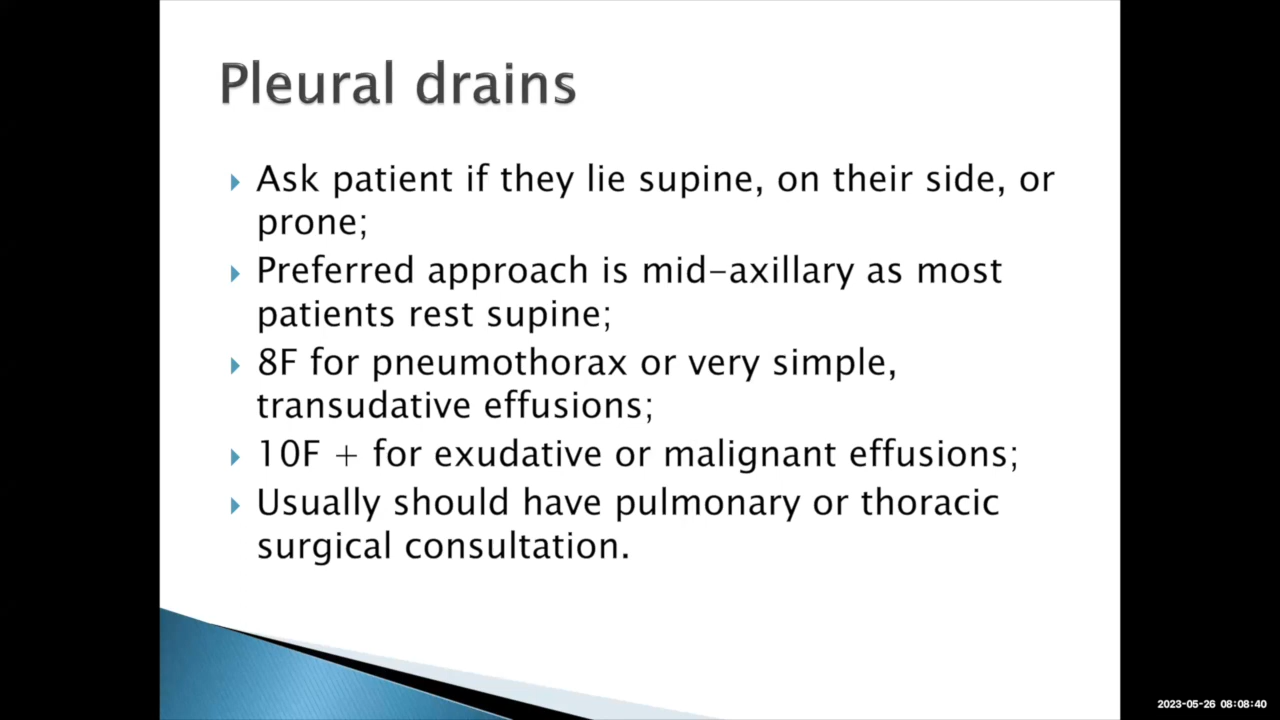 Pleural drains
Ask patient if they lie supine, on their side, or
prone;
Preferred approach is mid-axillary as most
patients rest supine;
8F for pneumothorax or very simple,
transudative effusions;
10F + for exudative or malignant effusions;
Usually should have pulmonary or thoracic
surgical consultation.
2023-05-26 08:08:40